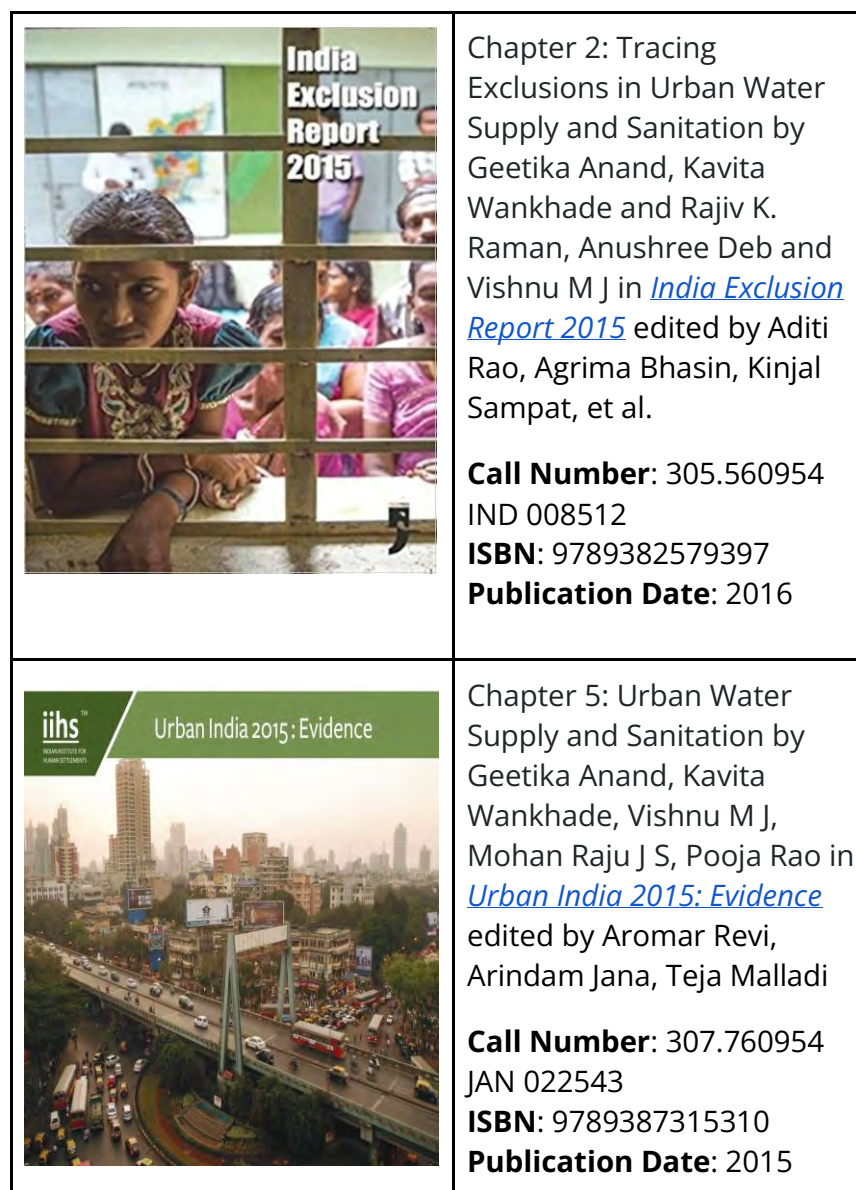 India
Exclusion
Report
2015
Chapter 2: Tracing
Exclusions in Urban Water
Supply and Sanitation by
Geetika Anand, Kavita
Wankhade and Rajiv K.
Raman, Anushree Deb and
Vishnu M J in India Exclusion
Report 2015 edited by Aditi
Rao, Agrima Bhasin, Kinjal
Sampat, et al.
Call Number: 305.560954
IND 008512
ISBN: 9789382579397
Publication Date: 2016
iihs™
INDIAN INSTITUTE FOR
HUMAN SETTLEMENTS
Urban India 2015 : Evidence
Chapter 5: Urban Water
Supply and Sanitation by
Geetika Anand, Kavita
Wankhade, Vishnu M J,
Mohan Raju J S, Pooja Rao in
Urban India 2015: Evidence
edited by Aromar Revi,
Arindam Jana, Teja Malladi
Call Number: 307.760954
JAN 022543
ISBN: 9789387315310
Publication Date: 2015